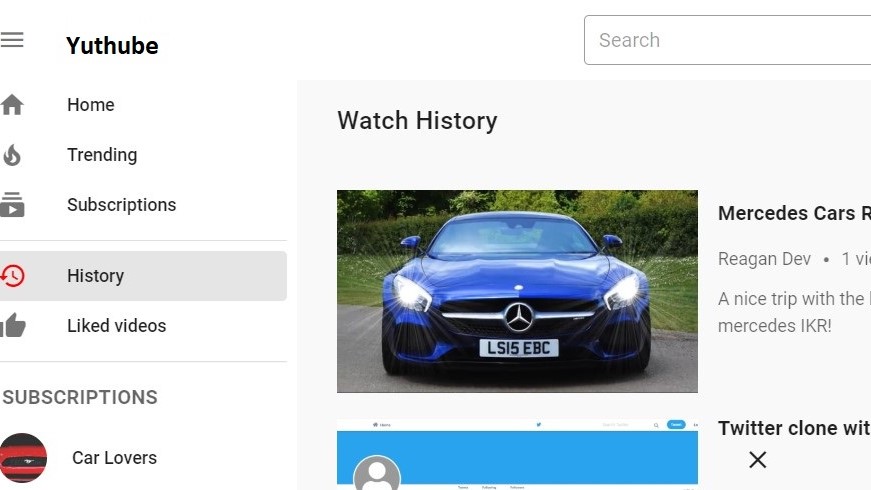 Yuthube
Search
Home
Trending
Subscriptions
History
Liked videos
SUBSCRIPTIONS
Car Lovers
Watch History
LS15 EBC
Mercedes Cars R
Reagan Dev • 1 vi
A nice trip with the
mercedes IKR!
Twitter clone wit